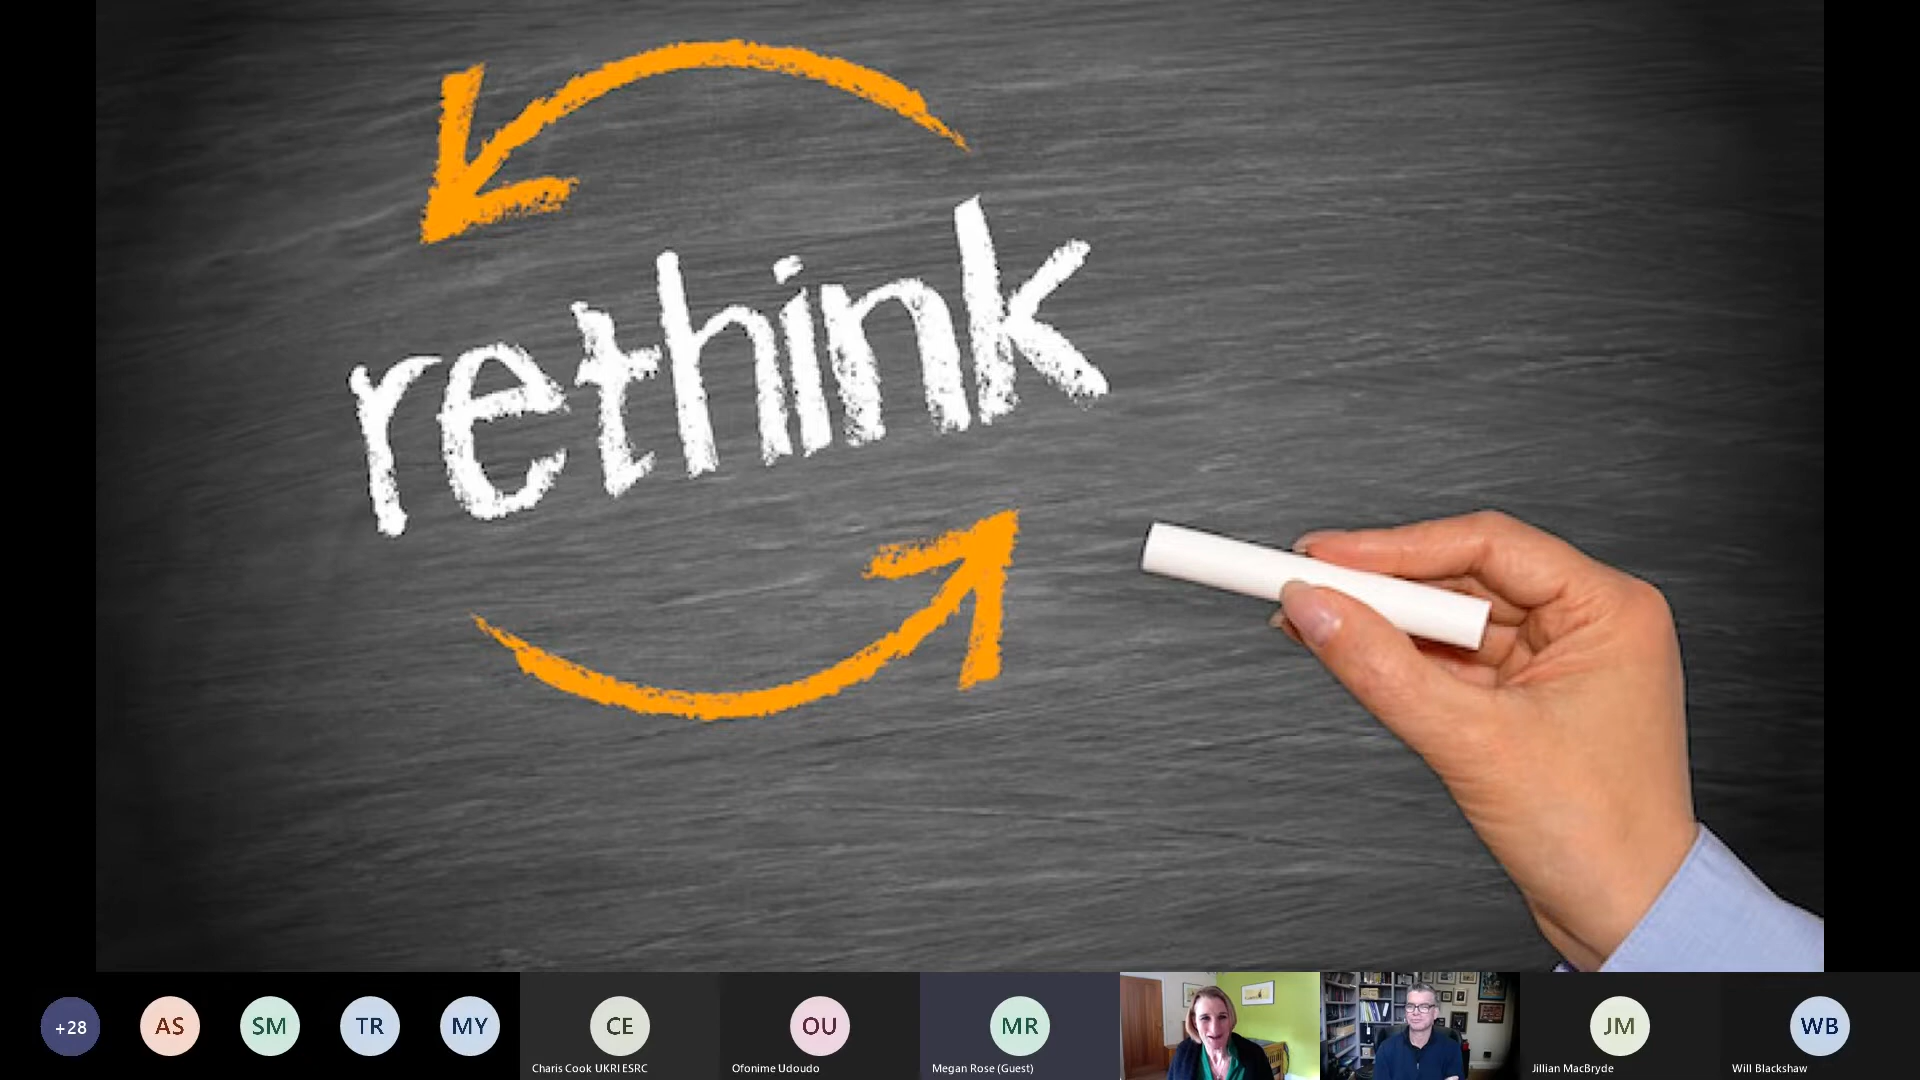 rethink
+28
AS
SM
TR
MY
CE
OU
MR
JM
WB
Charis Cook UKRI ESRC
Ofonime Udoudo
Megan Rose (Guest)
Jillian MacBryde
Will Blackshaw